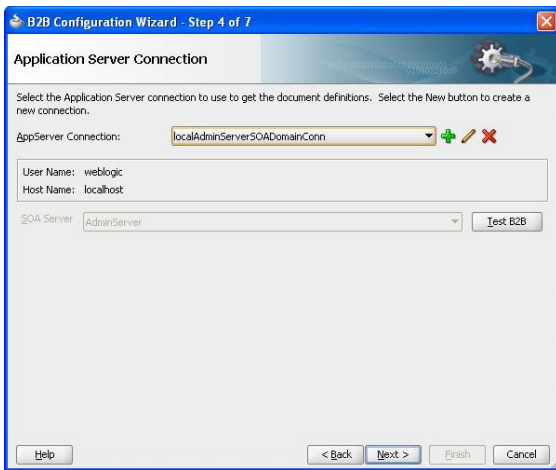 B2B Configuration Wizard - Step 4 of 7
Application Server Connection
Select the Application Server connection to use to get the document definitions. Select the New button to create a
new connection.
AppServer Connection: localAdminServerSOADomainConn
User Name: weblogic
Host Name: localhost
SOA Server AdminServer Test B2B
Help < Back Next > Finish Cancel